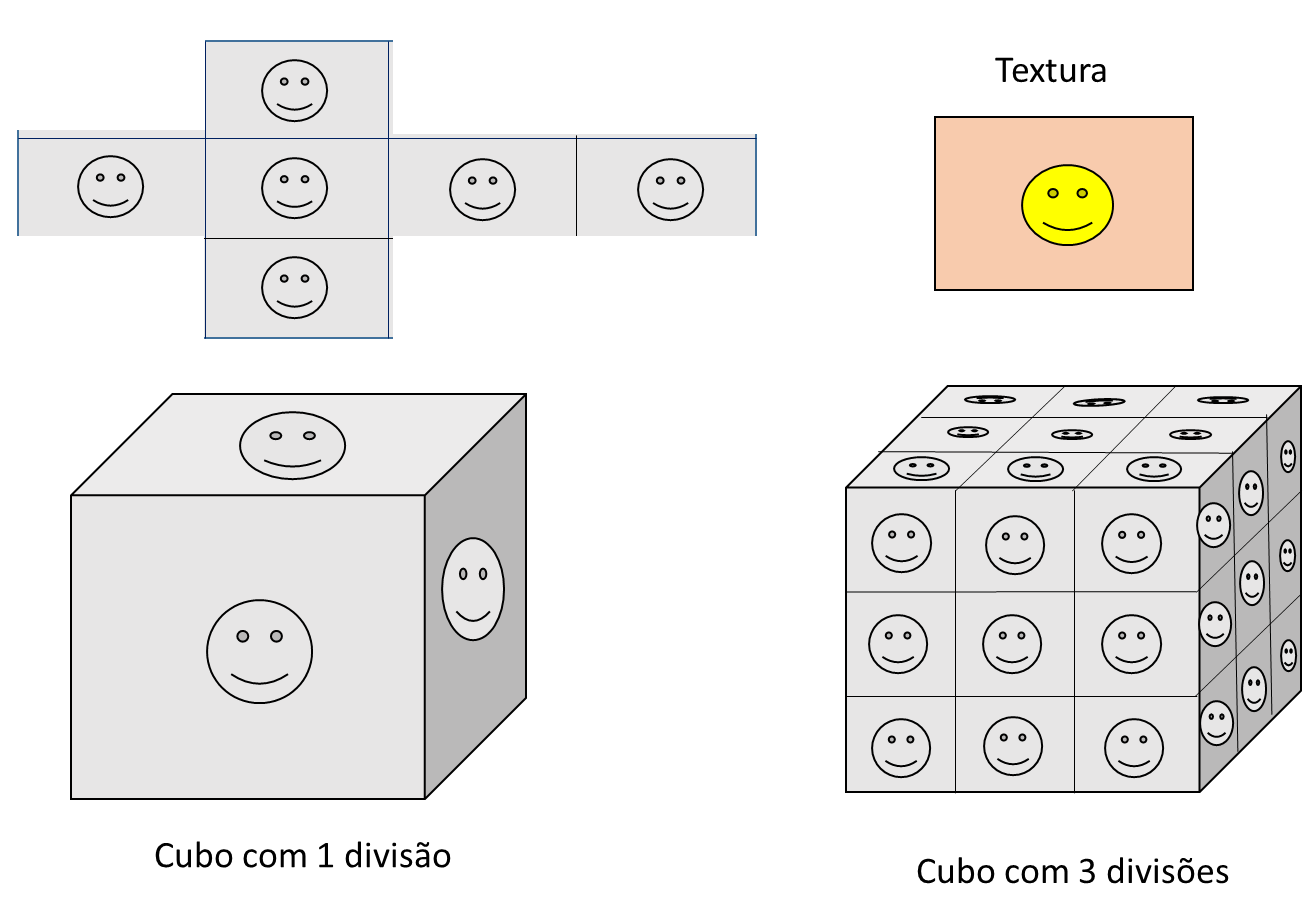 Textura
Cubo com 1 divisão
Cubo com 3 divisões